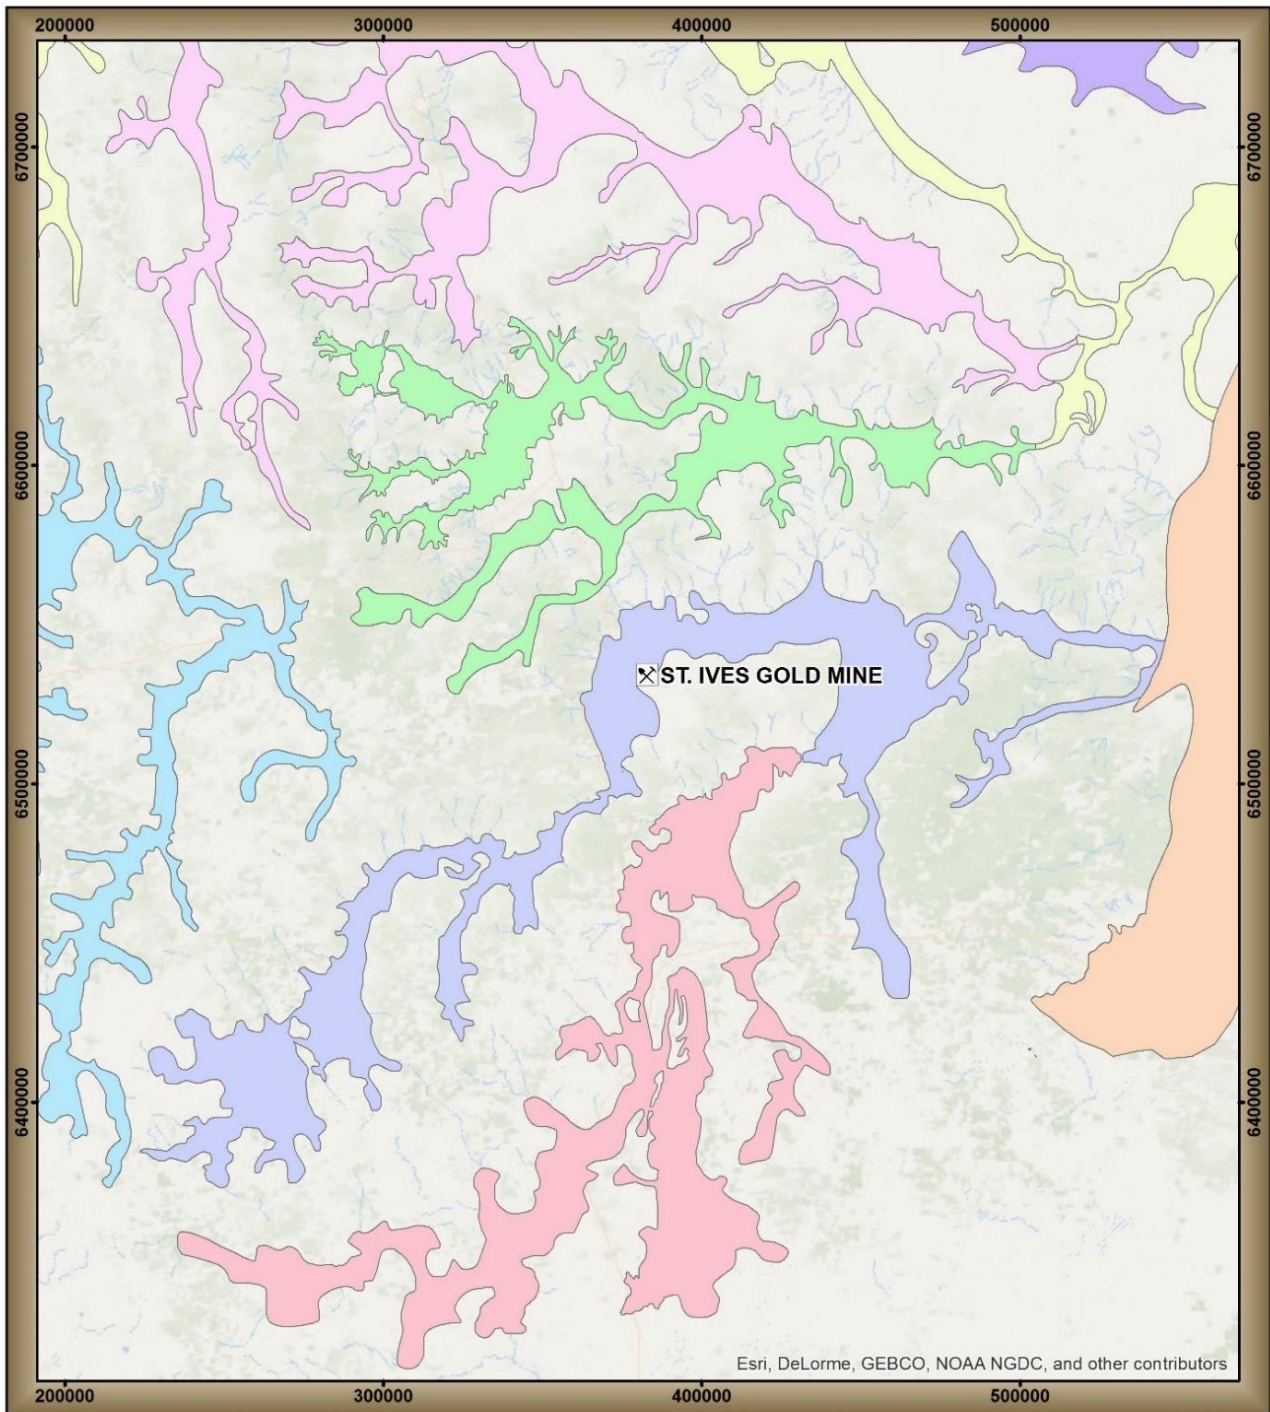 200000 300000 400000 500000
6700000 6700000
6600000 6600000
ST. IVES GOLD MINE
6500000 6500000
6400000 6400000
Esri, DeLorme, GEBCO, NOAA NGDC, and other contributors
200000 300000 400000 500000